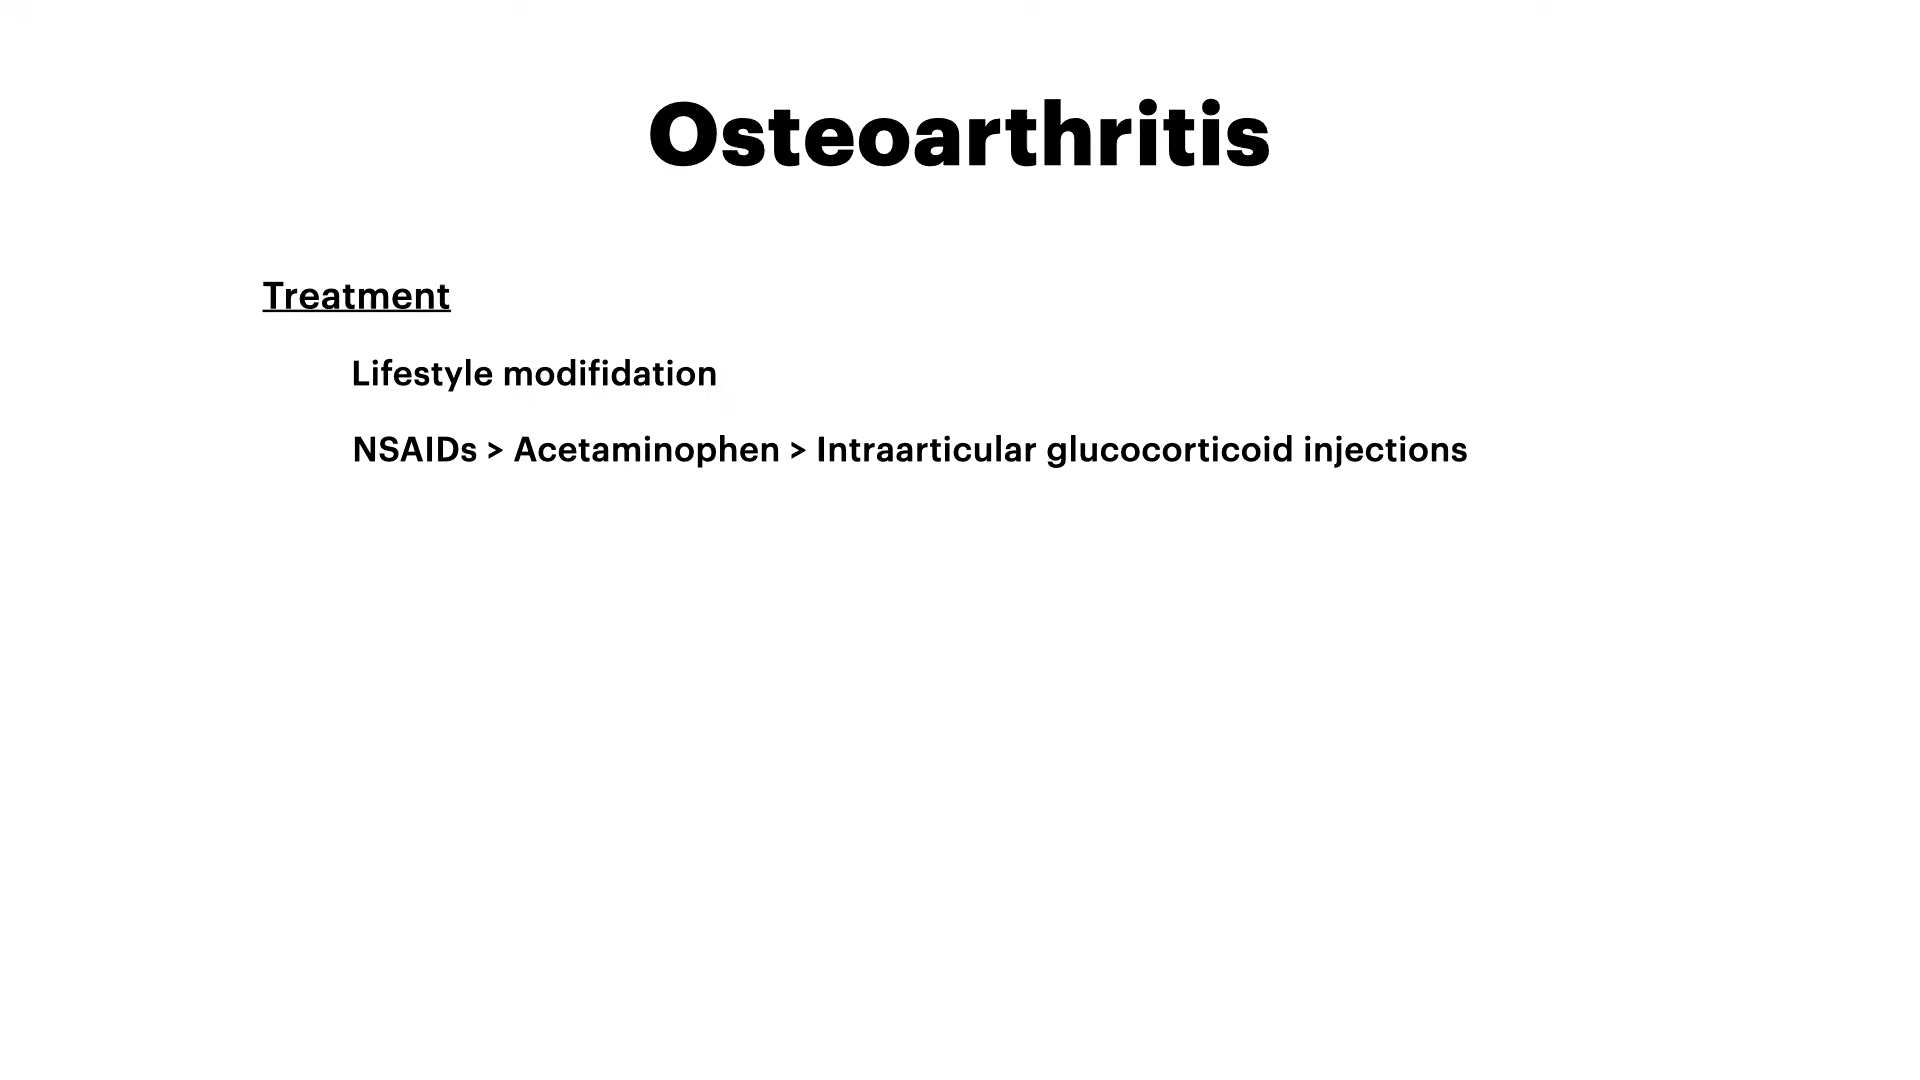 Osteoarthritis
Treatment
Lifestyle modifidation
NSAIDs > Acetaminophen > Intraarticular glucocorticoid injections